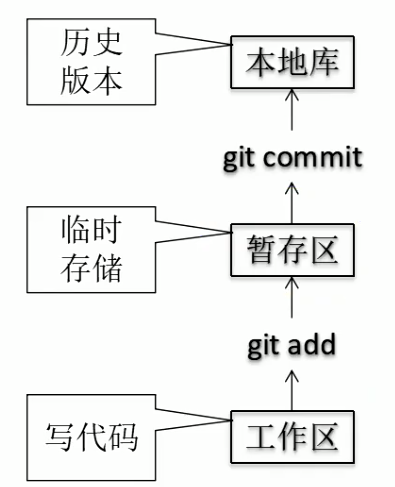 历史
版本
本地库
git commit
临时
存储
暂存区
git add
写代码
工作区